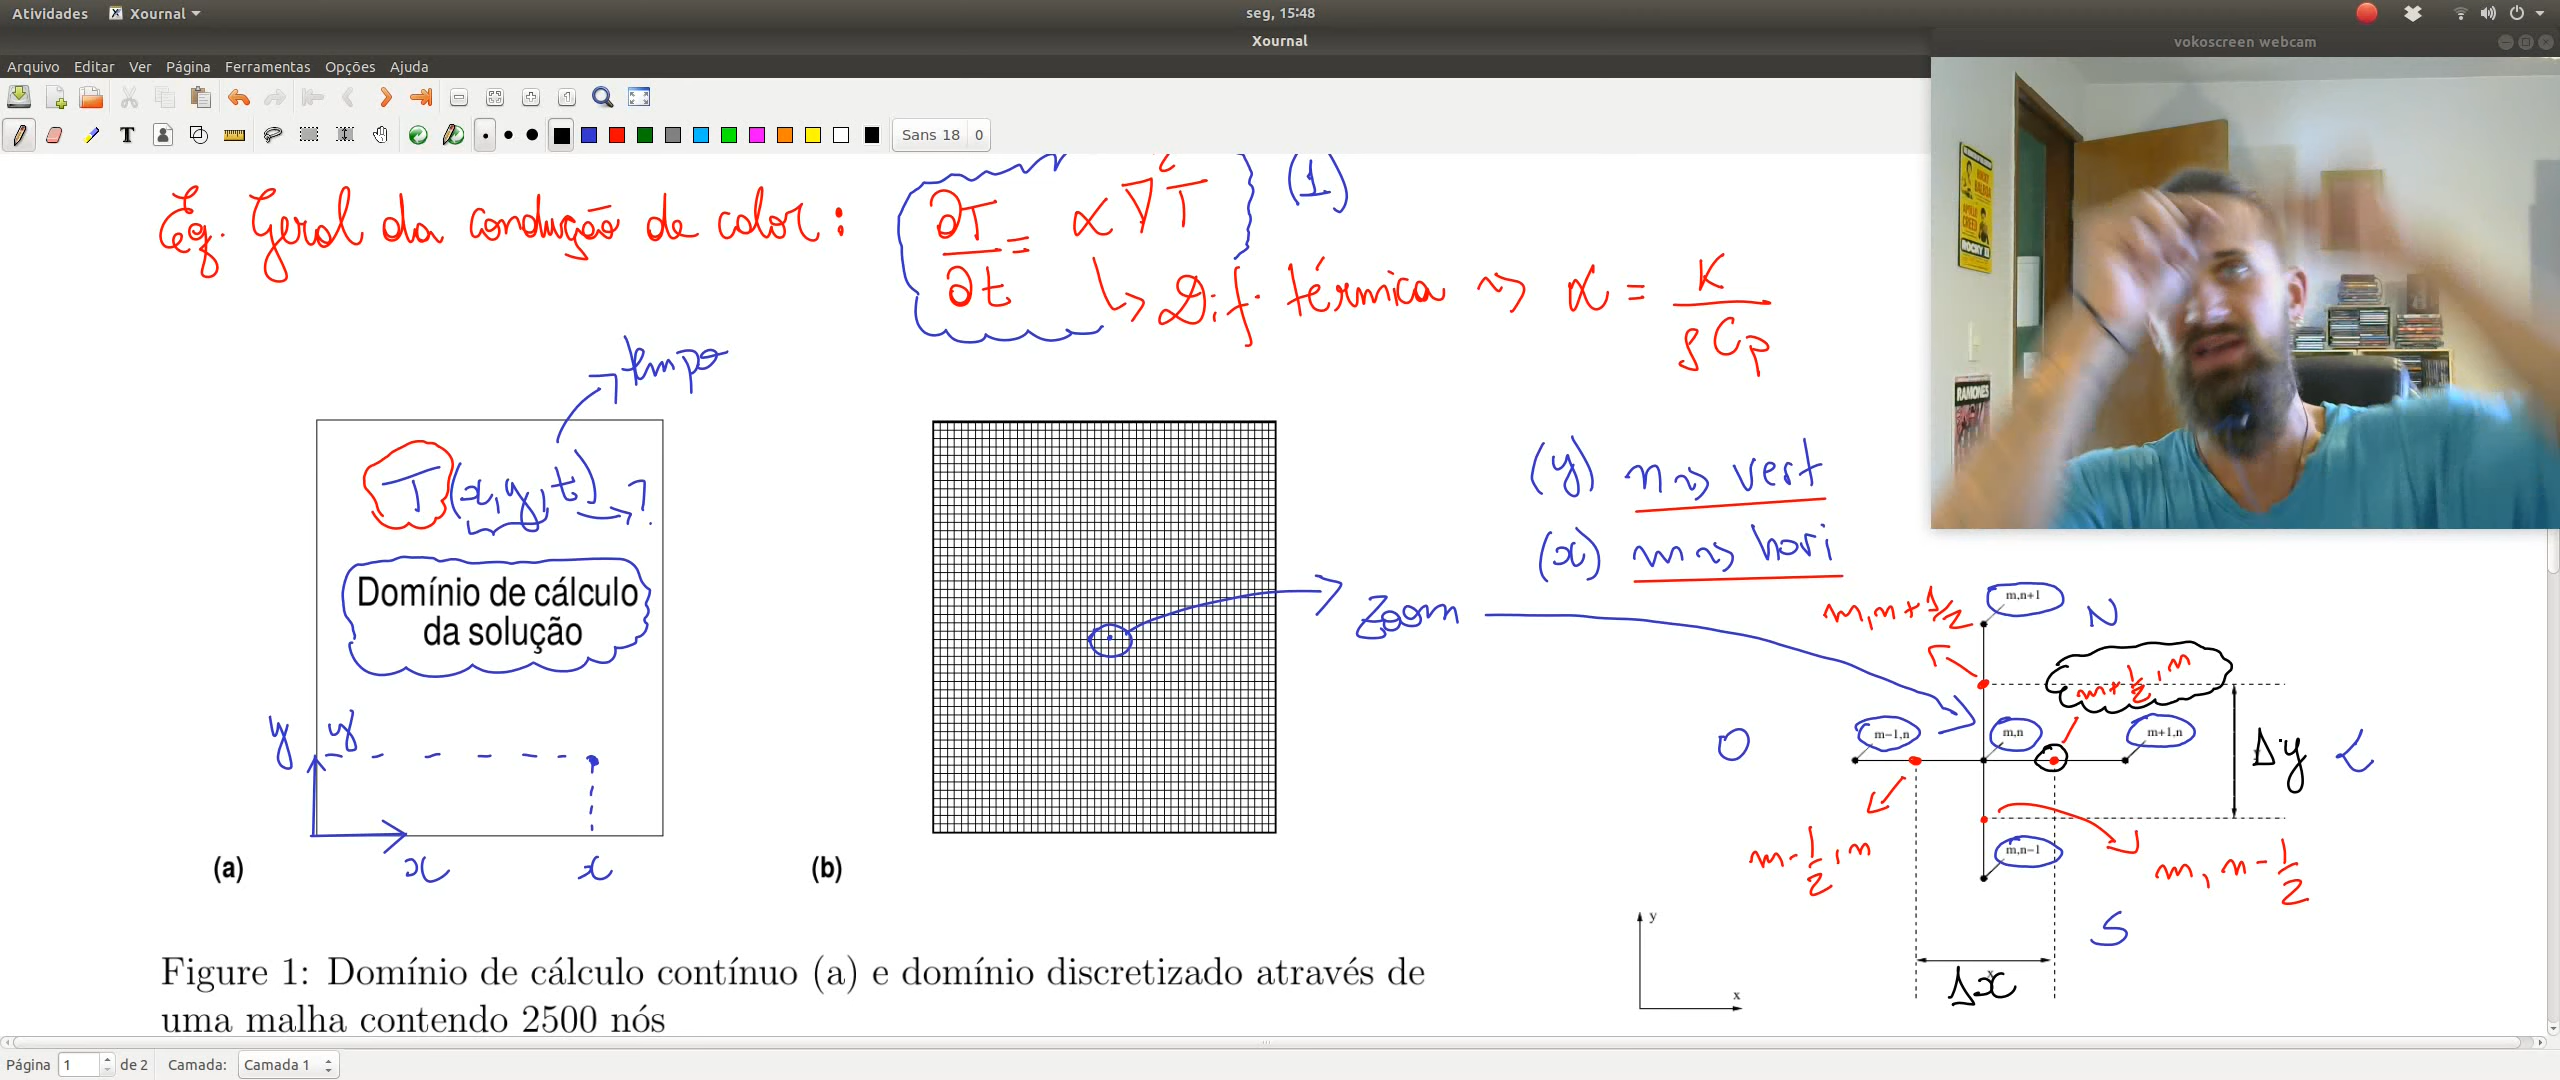 Atividades Xournal seg, 15:48
Xournal
vokoscreen webcam
Arquivo Editar Ver Página Ferramentas Opções Ajuda
Sans 18 0
Eq. Geral da condução de calor: ∂T/∂t = α ∇²T (1)
Dif. térmica → α = K/ρCp
ROCKY
RAMONES
tempo
T(x,y,t) → ?
Domínio de cálculo
da solução
y y
x x
(a)
(b)
Zoom
(y) n → vert
(x) m → hori
m,n+1 N
m,n+1/2
m+1/2,n
O m−1,n m,n m+1,n Δy L
m-1/2,n
m,n−1
m,n-1/2
S
y
x
Δx
Figure 1: Domínio de cálculo contínuo (a) e domínio discretizado através de
uma malha contendo 2500 nós
Página 1 de 2 Camada: Camada 1